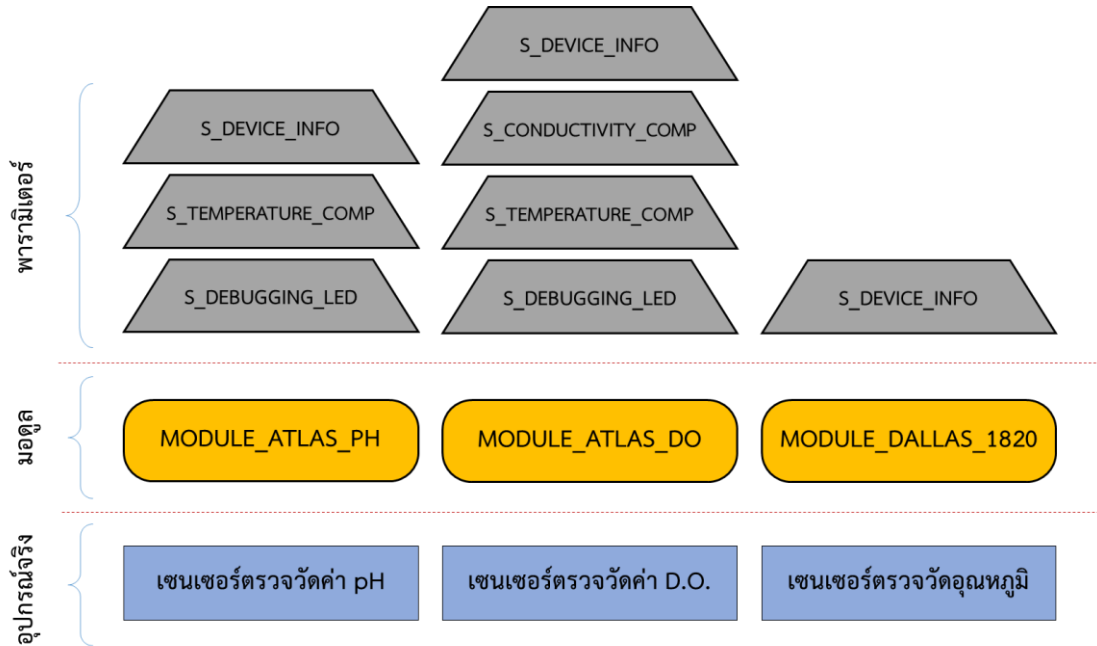 S_DEVICE_INFO
พารามิเตอร์
S_DEVICE_INFO
S_CONDUCTIVITY_COMP
S_TEMPERATURE_COMP
S_TEMPERATURE_COMP
S_DEBUGGING_LED
S_DEBUGGING_LED
S_DEVICE_INFO
มอดูล
MODULE_ATLAS_PH
MODULE_ATLAS_DO
MODULE_DALLAS_1820
อุปกรณ์จริง
เซนเซอร์ตรวจวัดค่า pH
เซนเซอร์ตรวจวัดค่า D.O.
เซนเซอร์ตรวจวัดอุณหภูมิ